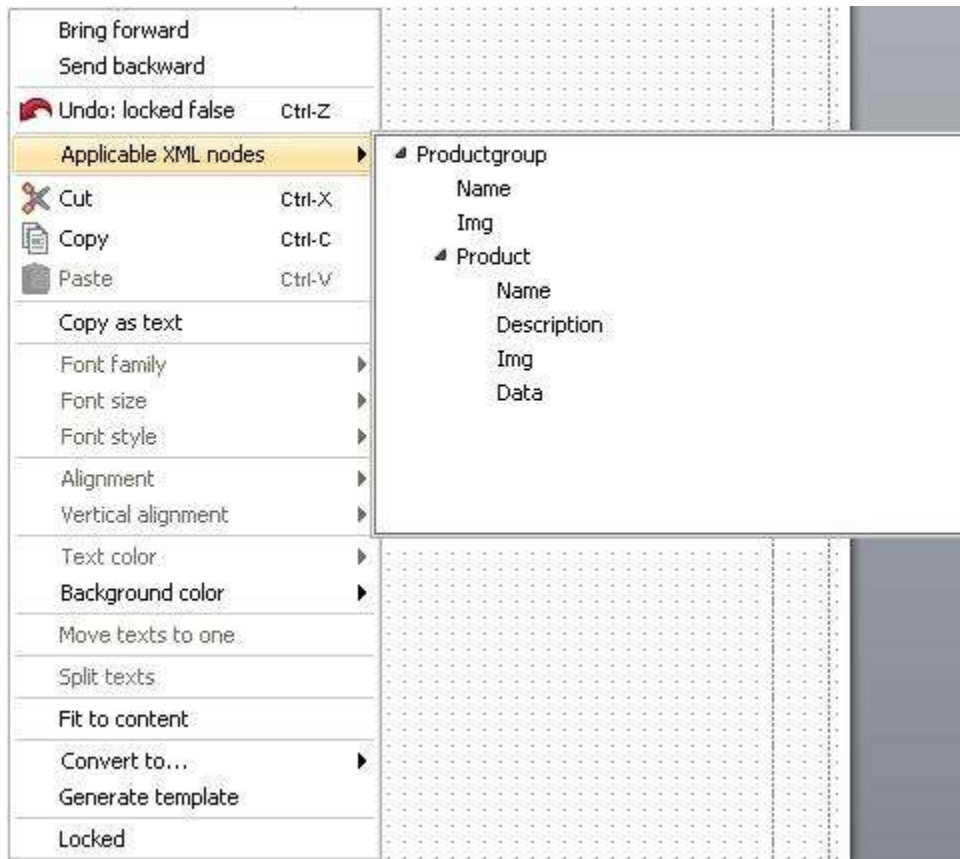 Bring forward
Send backward
Undo: locked false Ctrl-Z
Applicable XML nodes
Productgroup
Name
Img
Product
Name
Description
Img
Data
Cut Ctrl-X
Copy Ctrl-C
Paste Ctrl-V
Copy as text
Font family
Font size
Font style
Alignment
Vertical alignment
Text color
Background color
Move texts to one
Split texts
Fit to content
Convert to...
Generate template
Locked